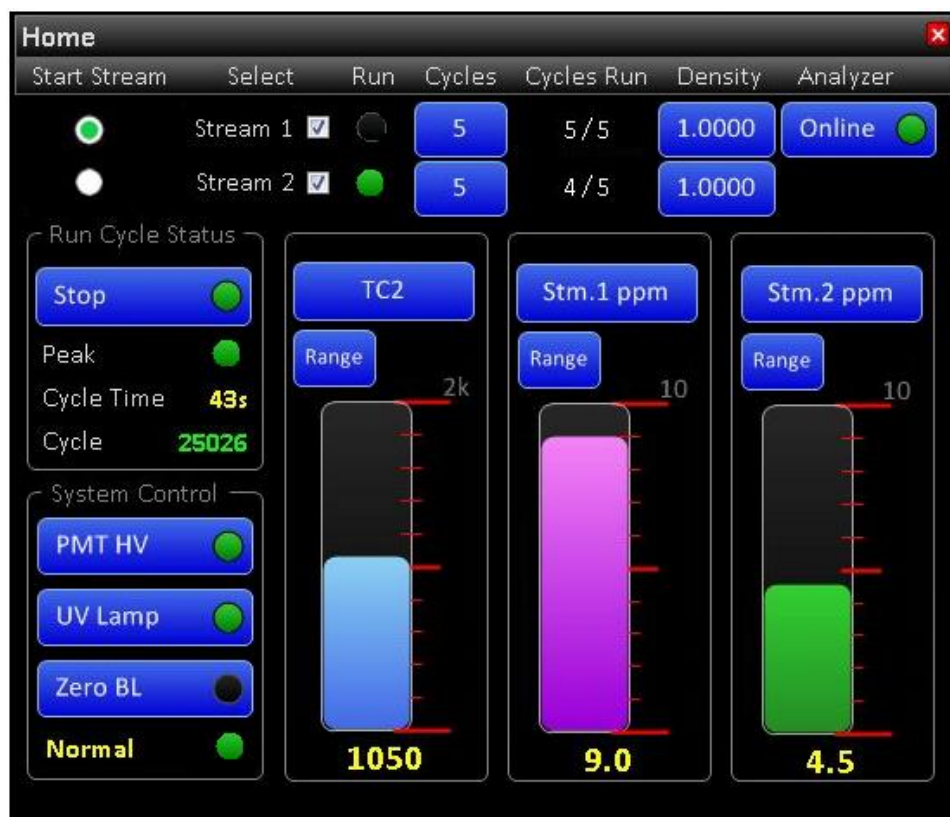 Home
Start Stream Select Run Cycles Cycles Run Density Analyzer
Stream 1 5 5/5 1.0000 Online
Stream 2 5 4/5 1.0000
Run Cycle Status
Stop
Peak
Cycle Time 43s
Cycle 25026
System Control
PMT HV
UV Lamp
Zero BL
Normal
TC2
Range
2k
1050
Stm.1 ppm
Range
10
9.0
Stm.2 ppm
Range
10
4.5